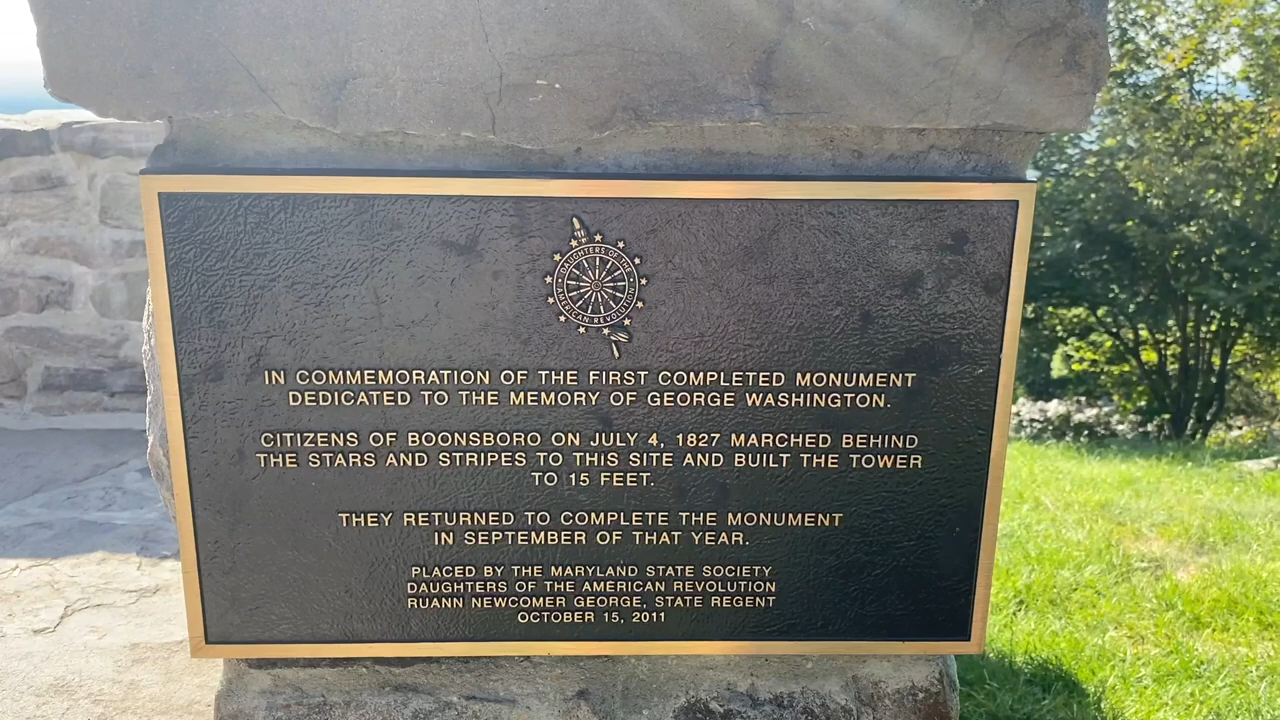 DAUGHTERS OF THE
AMERICAN REVOLUTION
IN COMMEMORATION OF THE FIRST COMPLETED MONUMENT
DEDICATED TO THE MEMORY OF GEORGE WASHINGTON.
CITIZENS OF BOONSBORO ON JULY 4, 1827 MARCHED BEHIND
THE STARS AND STRIPES TO THIS SITE AND BUILT THE TOWER
TO 15 FEET.
THEY RETURNED TO COMPLETE THE MONUMENT
IN SEPTEMBER OF THAT YEAR.
PLACED BY THE MARYLAND STATE SOCIETY
DAUGHTERS OF THE AMERICAN REVOLUTION
RUANN NEWCOMER GEORGE, STATE REGENT
OCTOBER 15, 2011